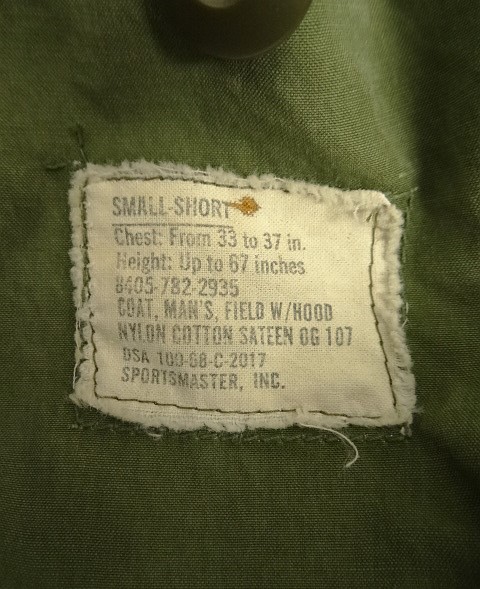 SMALL-SHORT
Chest: From 33 to 37 in.
Height: Up to 67 inches
8405-782-2935
COAT, MAN'S, FIELD W/HOOD
NYLON COTTON SATEEN OG 107
DSA 100-68-C-2017
SPORTSMASTER, INC.